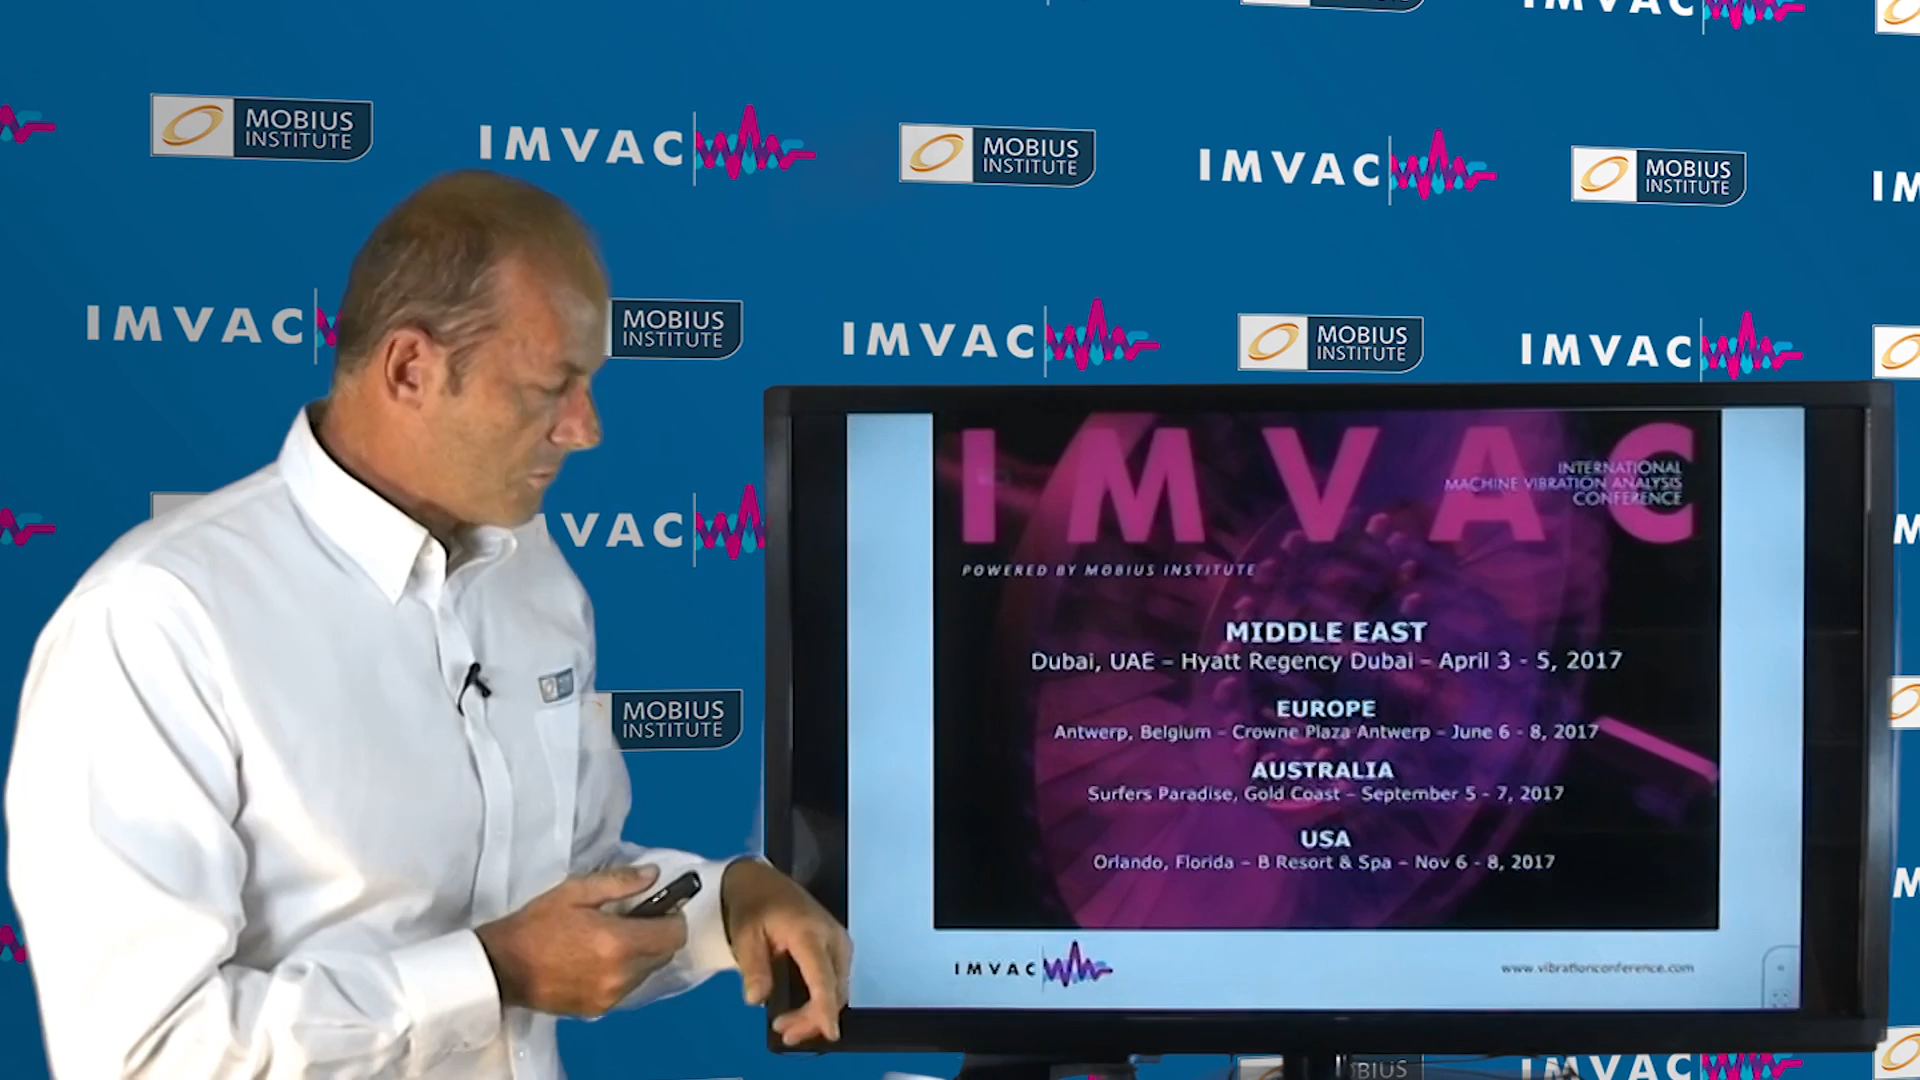 IMVAC
MOBIUS
INSTITUTE
IMVAC
MOBIUS
INSTITUTE
IMVAC
MOBIUS
INSTITUTE
IM
IMVAC
MOBIUS
INSTITUTE
IMVAC
MOBIUS
INSTITUTE
IMVAC
VAC
MOBIUS
INSTITUTE
IMVAC
INTERNATIONAL
MACHINE VIBRATION ANALYSIS
CONFERENCE
POWERED BY MOBIUS INSTITUTE
MIDDLE EAST
Dubai, UAE – Hyatt Regency Dubai – April 3 - 5, 2017
EUROPE
Antwerp, Belgium – Crowne Plaza Antwerp – June 6 - 8, 2017
AUSTRALIA
Surfers Paradise, Gold Coast – September 5 - 7, 2017
USA
Orlando, Florida – B Resort & Spa – Nov 6 - 8, 2017
IMVAC
www.vibrationconference.com
M
M
BIUS
IMVAC